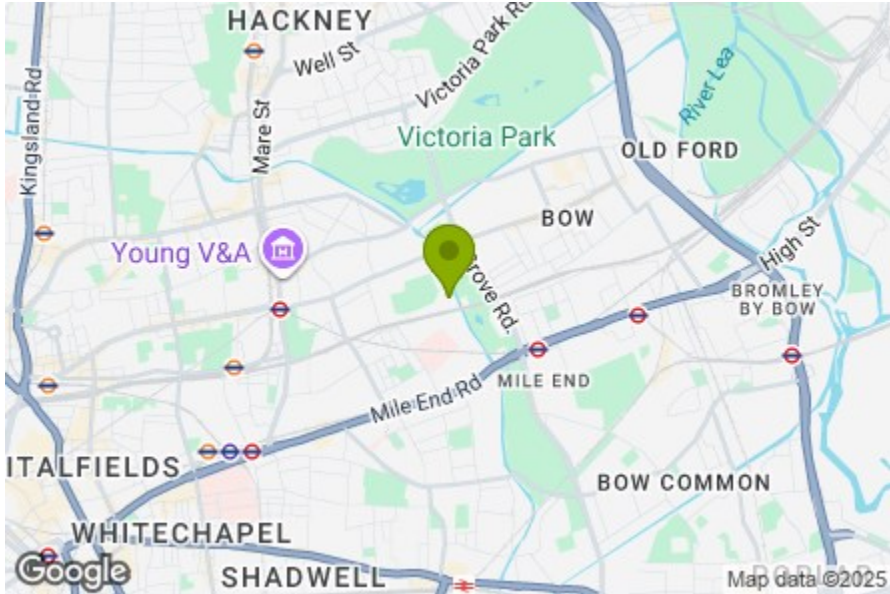 HACKNEY
Well St
Victoria Park Rd
Kingsland Rd
Mare St
River Lea
Victoria Park
OLD FORD
BOW
Young V&A
Grove Rd.
High St
BROMLEY
BY BOW
MILE END
Mile End Rd
ITALFIELDS
BOW COMMON
WHITECHAPEL
SHADWELL
Google
Map data ©2025